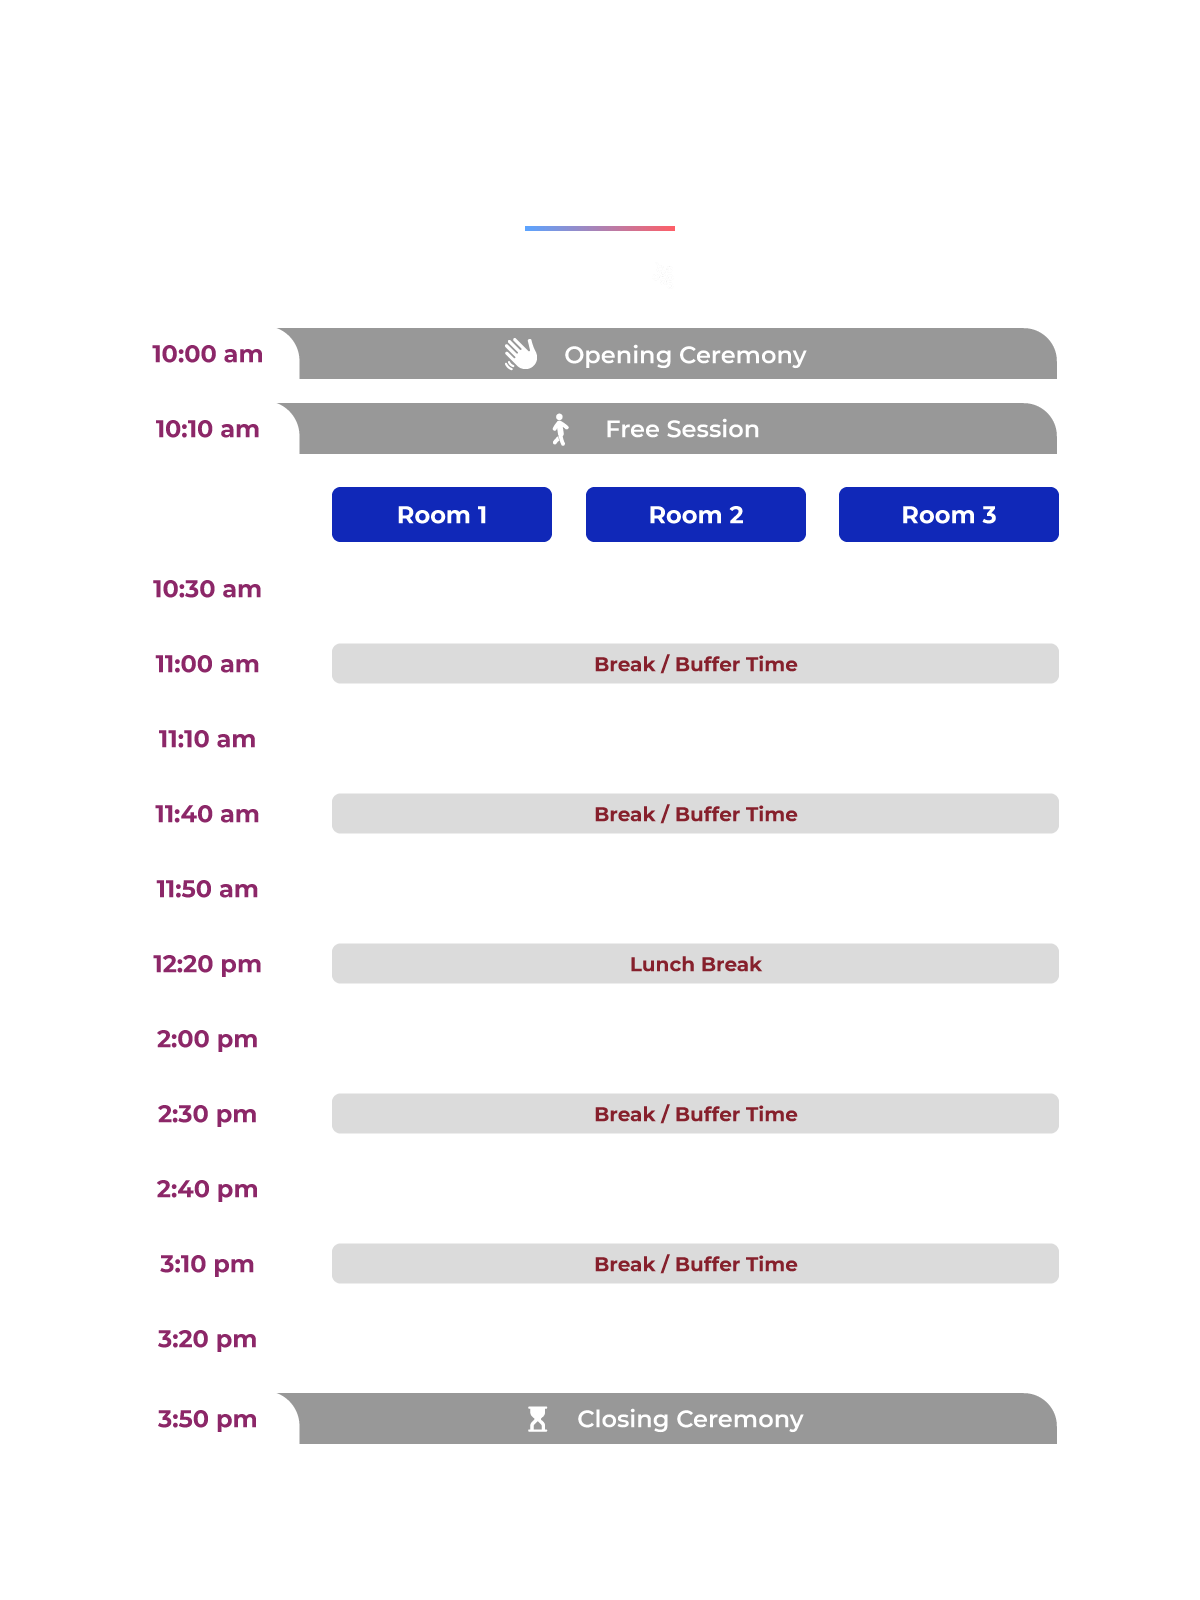 10:00 am Opening Ceremony
10:10 am Free Session
Room 1 Room 2 Room 3
10:30 am
11:00 am Break / Buffer Time
11:10 am
11:40 am Break / Buffer Time
11:50 am
12:20 pm Lunch Break
2:00 pm
2:30 pm Break / Buffer Time
2:40 pm
3:10 pm Break / Buffer Time
3:20 pm
3:50 pm Closing Ceremony